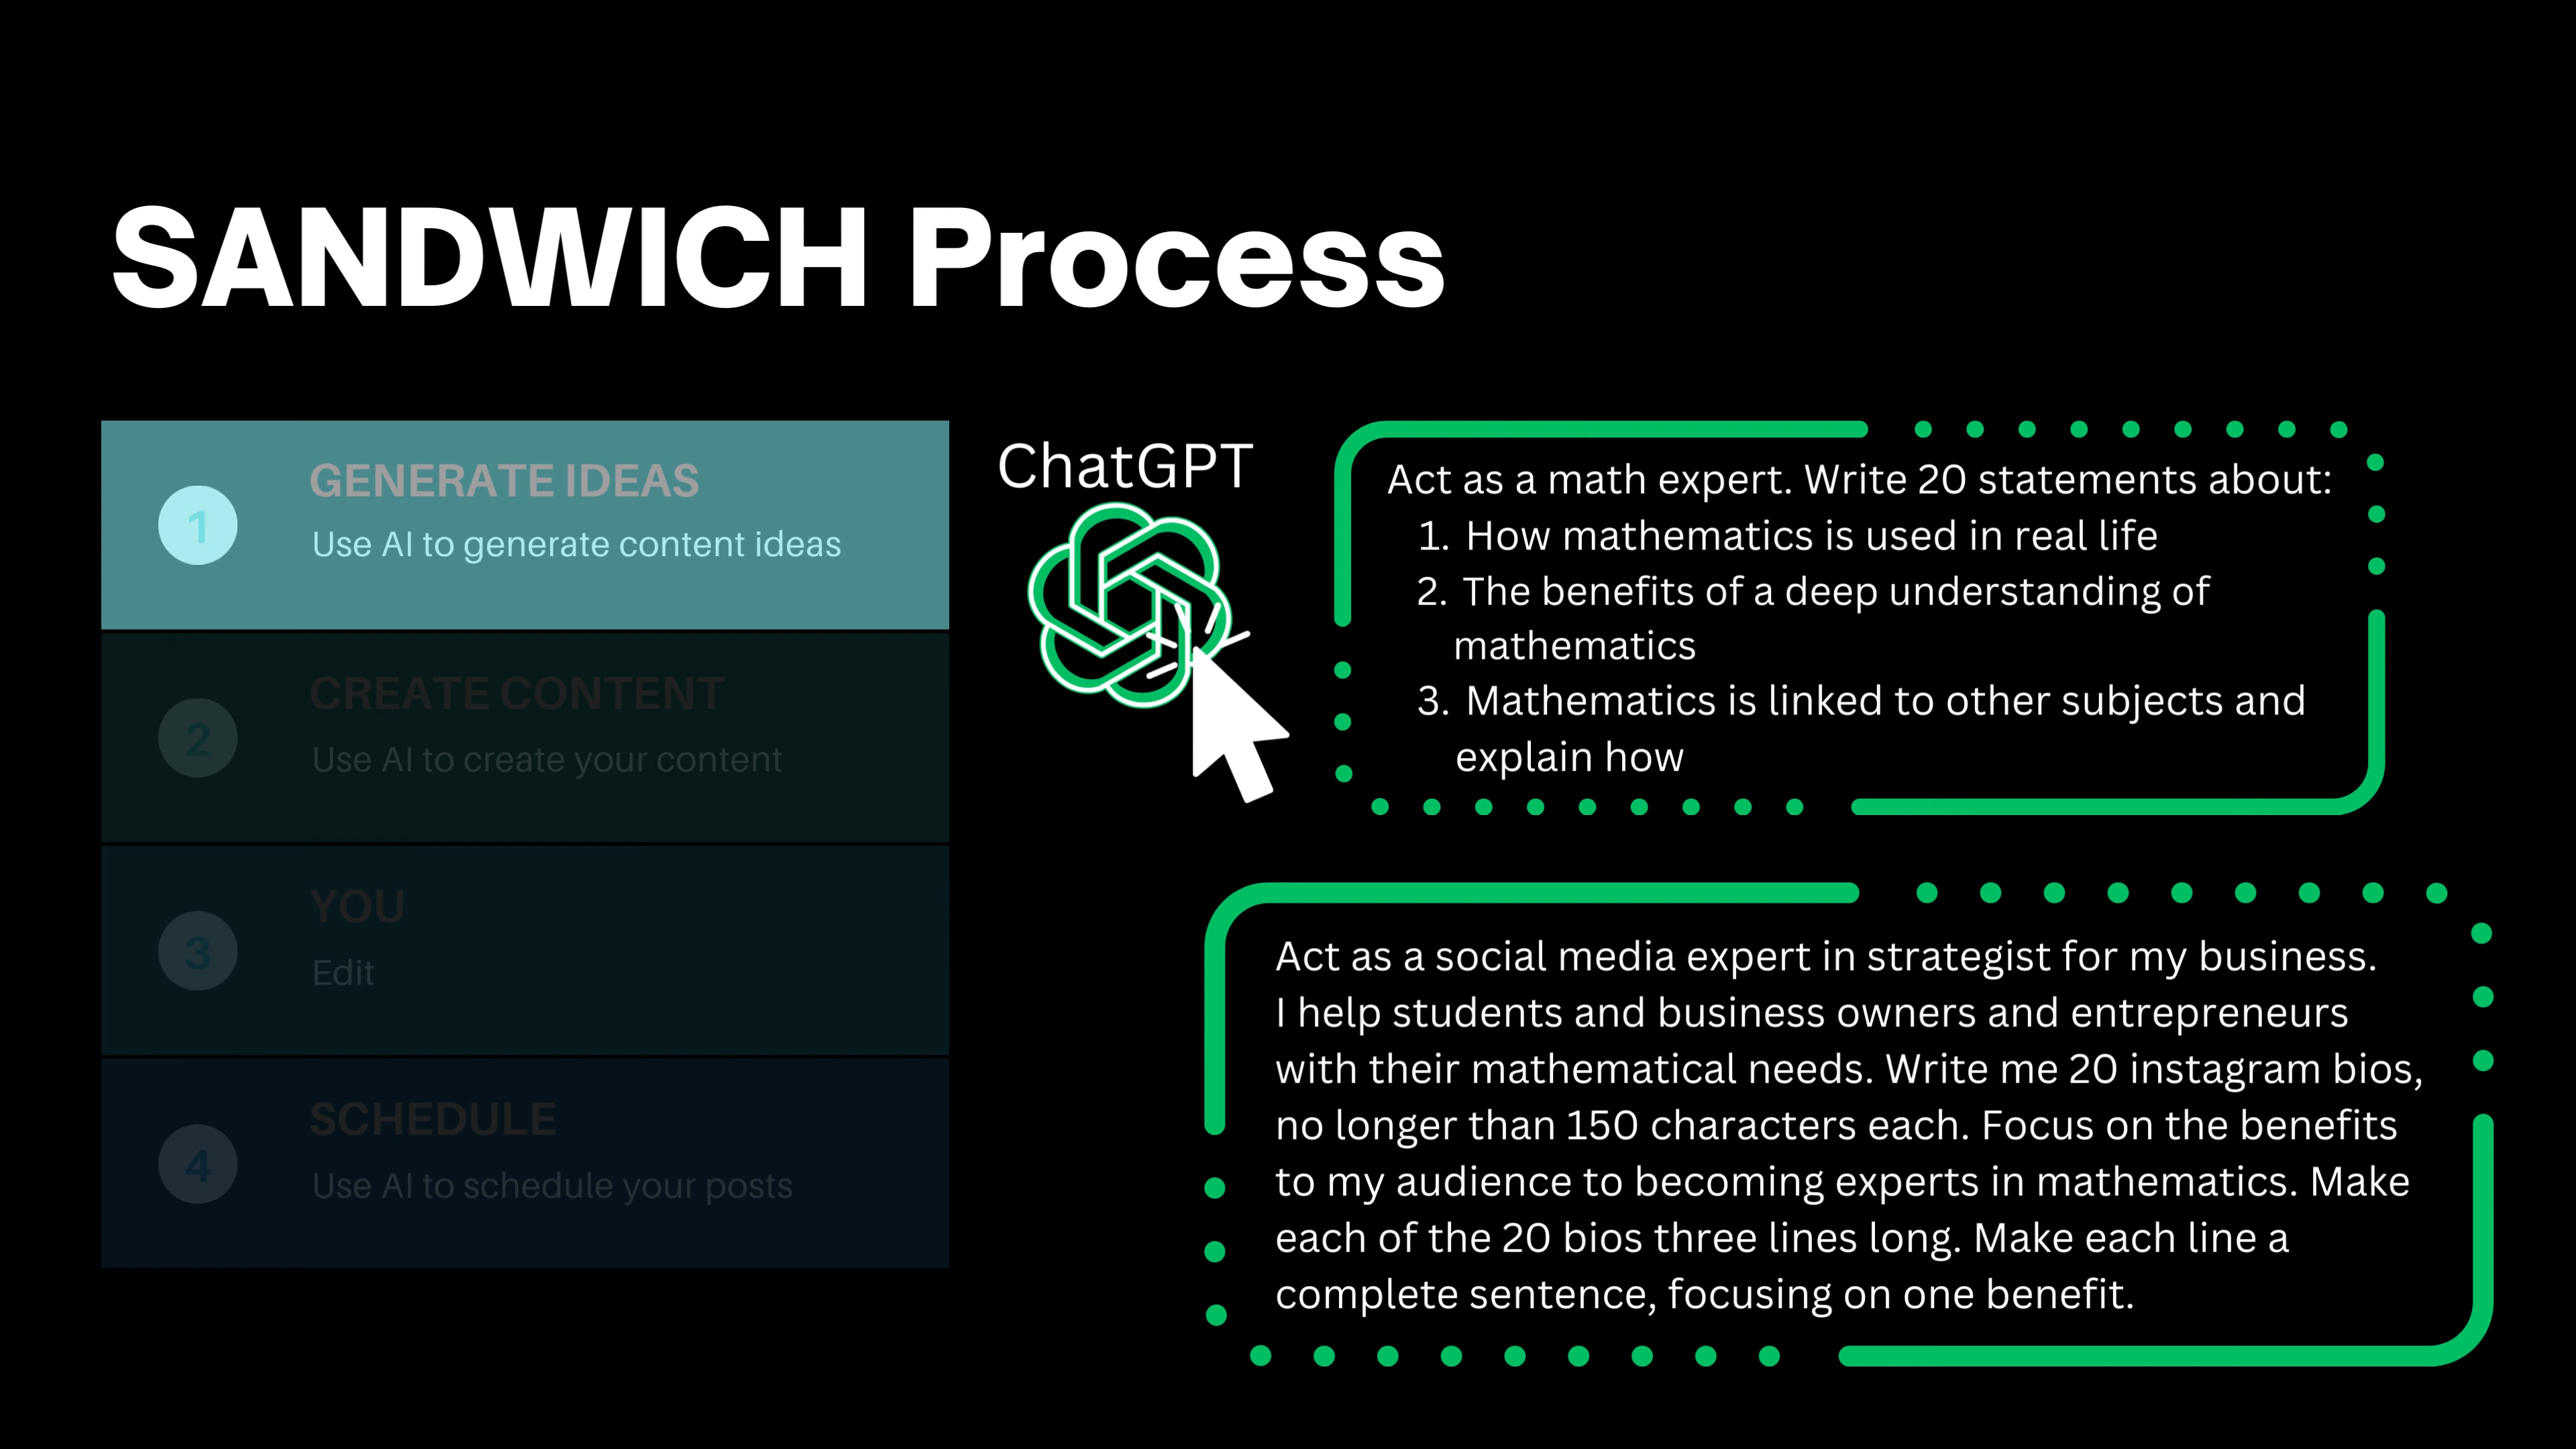 SANDWICH Process
1
GENERATE IDEAS
Use AI to generate content ideas
2
CREATE CONTENT
Use AI to create your content
3
YOU
Edit
4
SCHEDULE
Use AI to schedule your posts
ChatGPT
Act as a math expert. Write 20 statements about:
1. How mathematics is used in real life
2. The benefits of a deep understanding of
mathematics
3. Mathematics is linked to other subjects and
explain how
Act as a social media expert in strategist for my business.
I help students and business owners and entrepreneurs
with their mathematical needs. Write me 20 instagram bios,
no longer than 150 characters each. Focus on the benefits
to my audience to becoming experts in mathematics. Make
each of the 20 bios three lines long. Make each line a
complete sentence, focusing on one benefit.